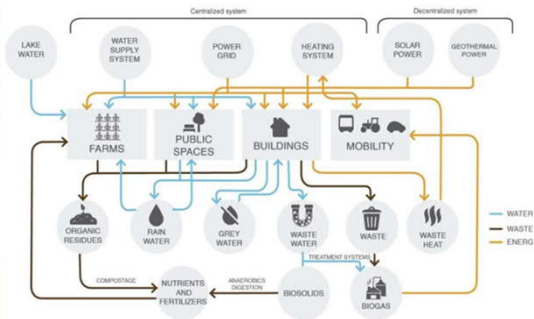 Centralized system
Decentralized system
LAKE
WATER
WATER
SUPPLY
SYSTEM
POWER
GRID
HEATING
SYSTEM
SOLAR
POWER
GEOTHERMAL
POWER
FARMS
PUBLIC
SPACES
BUILDINGS
MOBILITY
ORGANIC
RESIDUES
RAIN
WATER
GREY
WATER
WASTE
WATER
WASTE
WASTE
HEAT
WATER
WASTE
ENERG
TREATMENT SYSTEMS
COMPOSTAGE
NUTRIENTS
AND
FERTILIZERS
ANAEROBICS
DIGESTION
BIOSOLIDS
BIOGAS